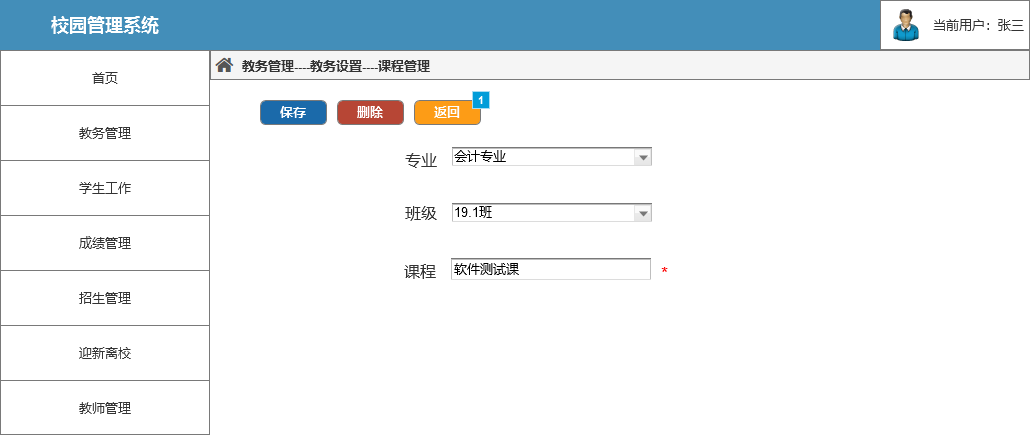 校园管理系统
当前用户：张三
首页
教务管理
学生工作
成绩管理
招生管理
迎新离校
教师管理
教务管理----教务设置----课程管理
保存 删除 返回 1
专业 会计专业
班级 19.1班
课程 软件测试课 *